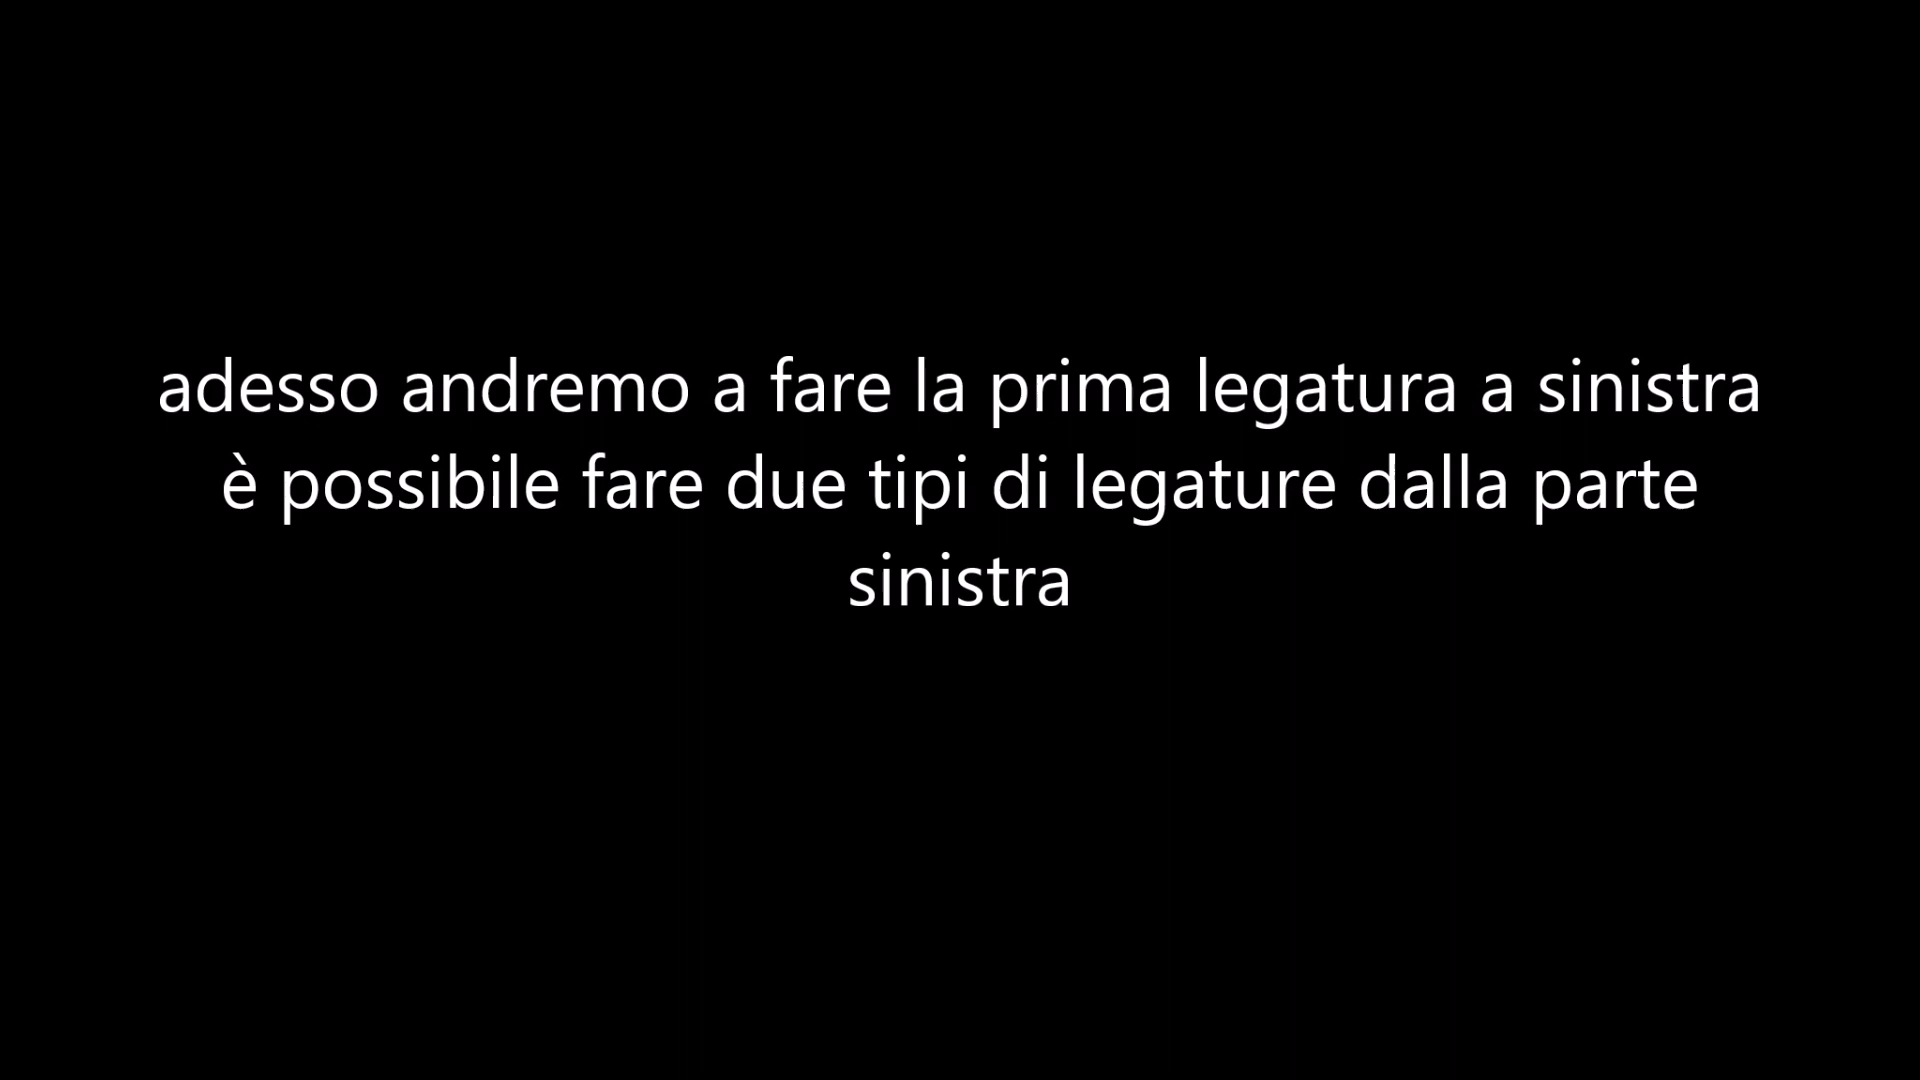 adesso andremo a fare la prima legatura a sinistra
è possibile fare due tipi di legature dalla parte
sinistra